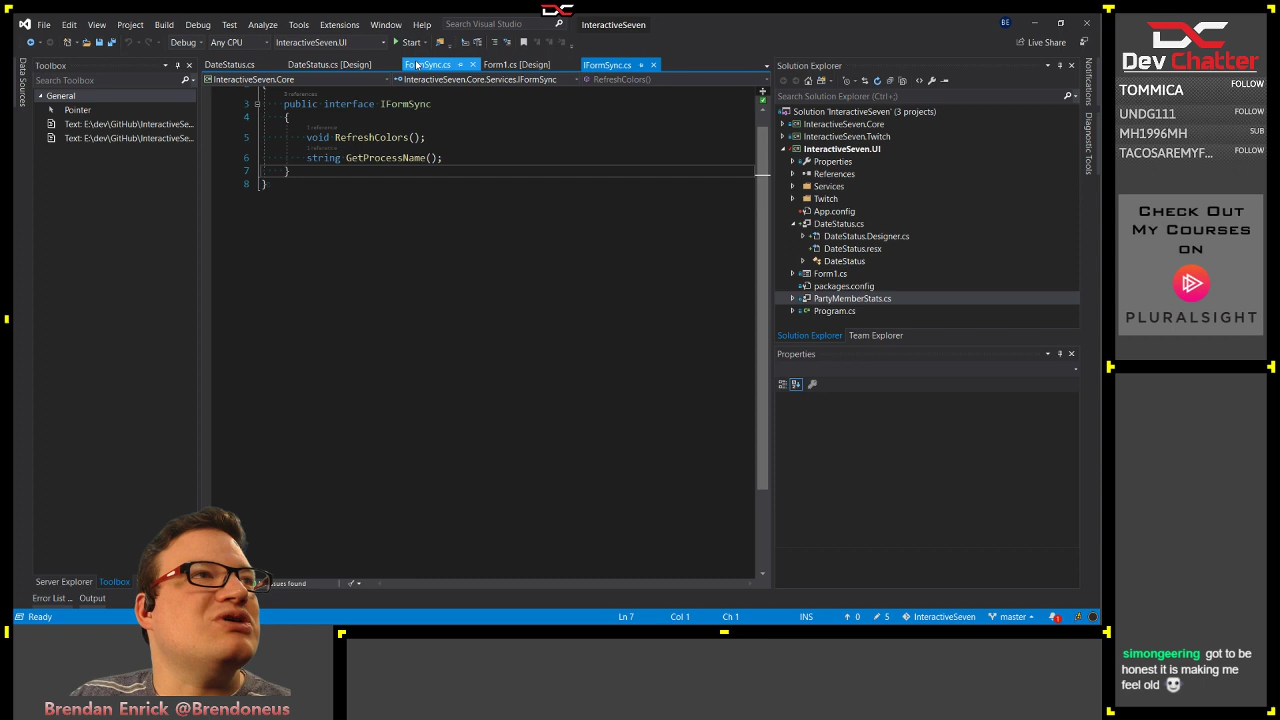 File Edit View Project Build Debug Test Analyze Tools Extensions Window Help Search Visual Studio InteractiveSeven BE
Debug Any CPU InteractiveSeven.UI Start Live Share
Data Sources
Toolbox
Search Toolbox
General
Pointer
Text: E:\dev\GitHub\InteractiveSe...
Text: E:\dev\GitHub\InteractiveSe...
DateStatus.cs DateStatus.cs [Design] FormSync.cs Form1.cs [Design] IFormSync.cs
InteractiveSeven.Core InteractiveSeven.Core.Services.IFormSync RefreshColors()
3 public interface IFormSync
4 {
5 void RefreshColors();
6 string GetProcessName();
7 }
8 }
Solution Explorer
Search Solution Explorer (Ctrl+;)
Solution 'InteractiveSeven' (3 projects)
InteractiveSeven.Core
InteractiveSeven.Twitch
InteractiveSeven.UI
Properties
References
Services
Twitch
App.config
DateStatus.cs
DateStatus.Designer.cs
DateStatus.resx
DateStatus
Form1.cs
packages.config
PartyMemberStats.cs
Program.cs
Solution Explorer Team Explorer
Properties
Notifications
Diagnostic Tools
Server Explorer Toolbox
Error List ... Output
Ready Ln 7 Col 1 Ch 1 INS 0 5 InteractiveSeven master 1
Brendan Enrick @Brendoneus
DC
Dev Chatter
TOMMICA FOLLOW
UNDG111 FOLLOW
MH1996MH SUB
TACOSAREMYF... FOLLOW
Check Out
My Courses
on
PLURALSIGHT
simongeering got to be
honest it is making me
feel old